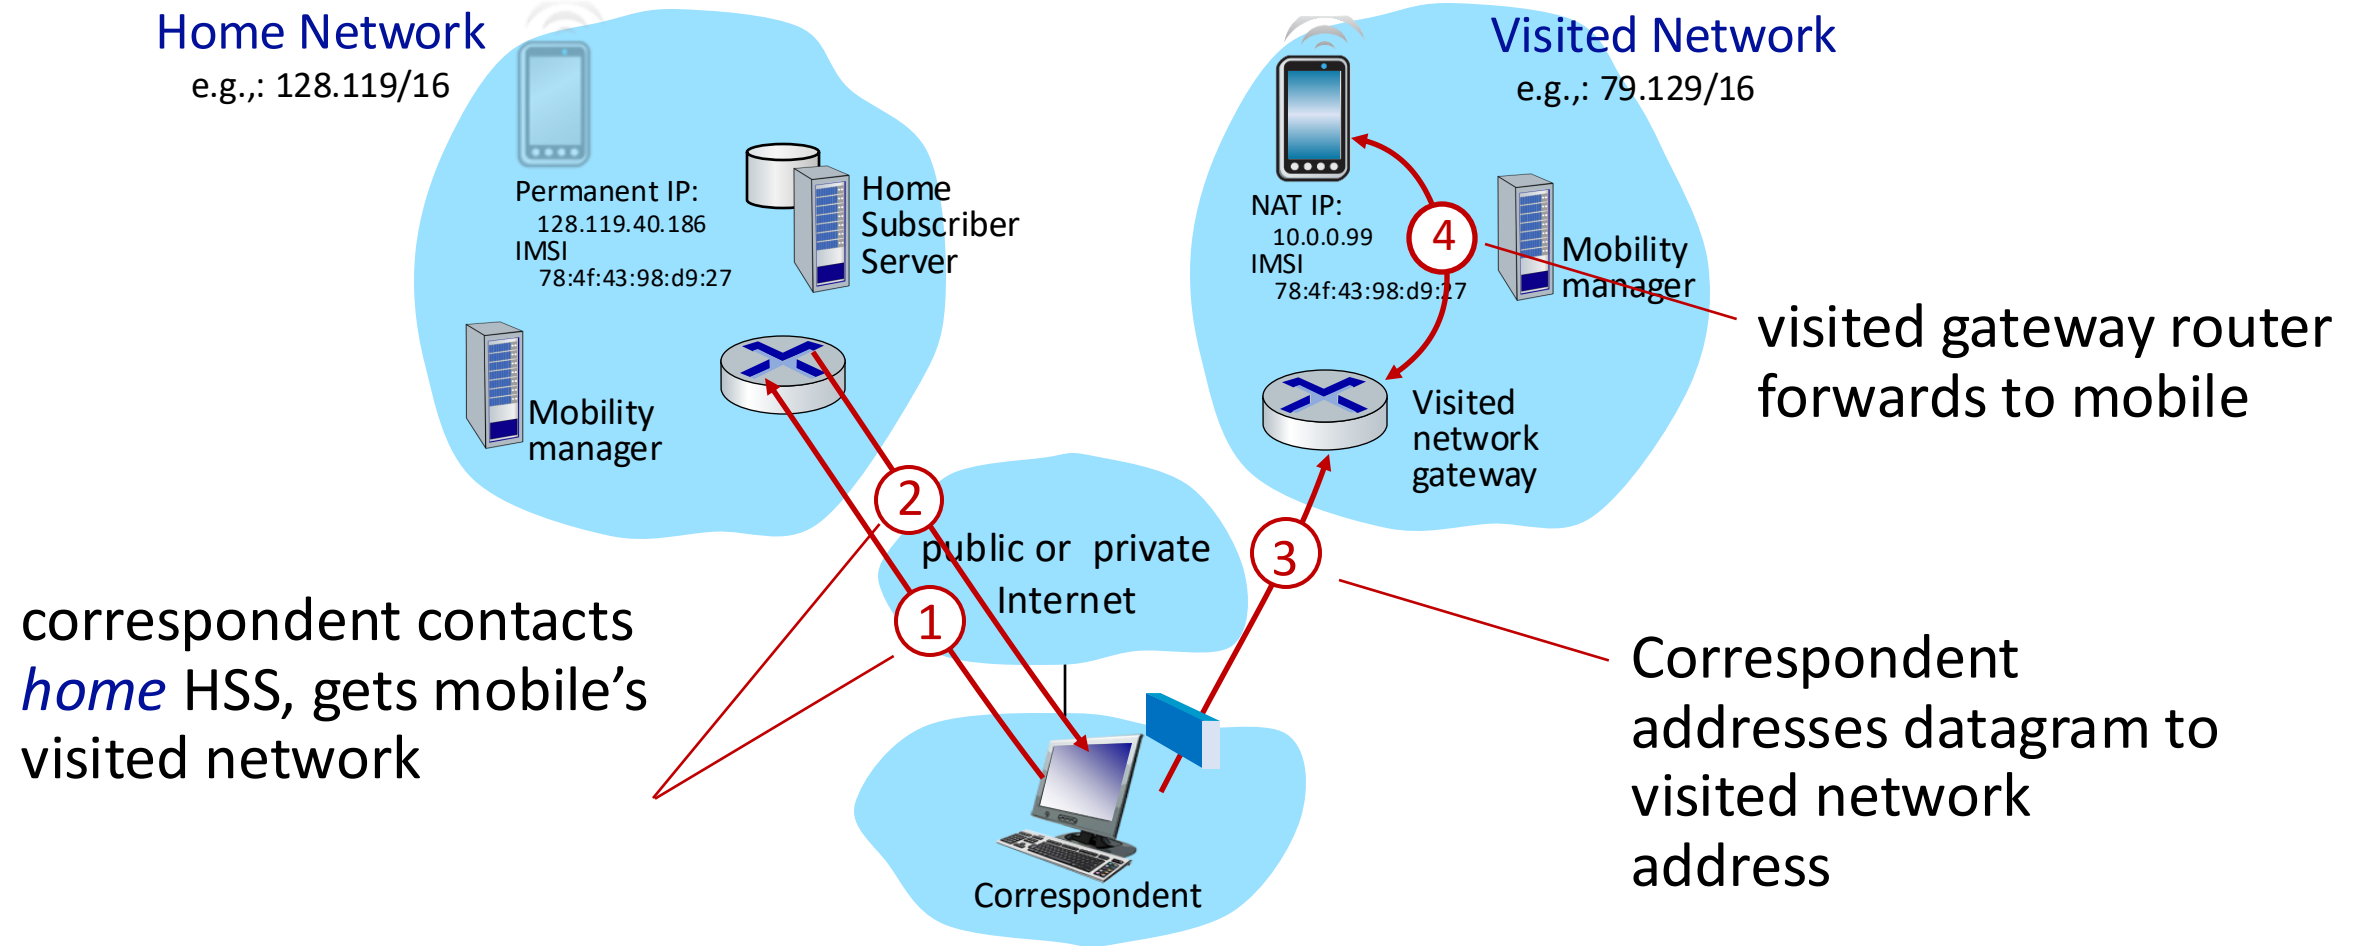 Home Network
e.g.,: 128.119/16
Visited Network
e.g.,: 79.129/16
Permanent IP:
128.119.40.186
IMSI
78:4f:43:98:d9:27
Home
Subscriber
Server
Mobility
manager
NAT IP:
10.0.0.99
IMSI
78:4f:43:98:d9:27
Mobility
manager
4
visited gateway router
forwards to mobile
Visited
network
gateway
2
public or private
Internet
3
1
correspondent contacts
home HSS, gets mobile’s
visited network
Correspondent
addresses datagram to
visited network
address
Correspondent